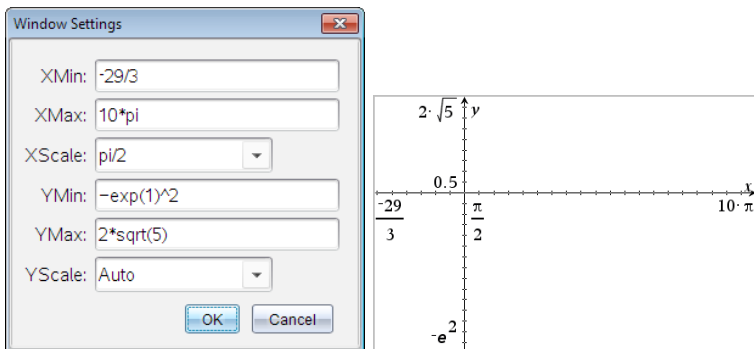 Window Settings
XMin: -29/3
XMax: 10*pi
XScale: pi/2
YMin: −exp(1)^2
YMax: 2*sqrt(5)
YScale: Auto
OK Cancel
2·√5 y
0.5 x
-29/3 π/2 10·π
-e²